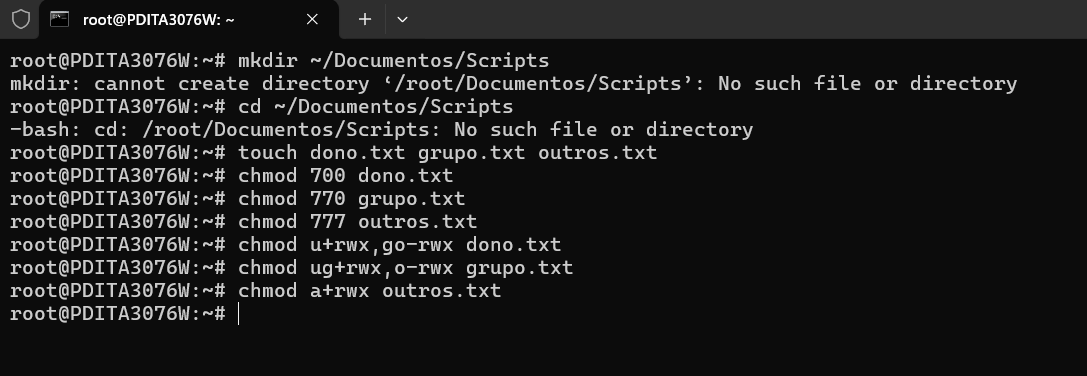 root@PDITA3076W: ~
root@PDITA3076W:~# mkdir ~/Documentos/Scripts
mkdir: cannot create directory ‘/root/Documentos/Scripts’: No such file or directory
root@PDITA3076W:~# cd ~/Documentos/Scripts
-bash: cd: /root/Documentos/Scripts: No such file or directory
root@PDITA3076W:~# touch dono.txt grupo.txt outros.txt
root@PDITA3076W:~# chmod 700 dono.txt
root@PDITA3076W:~# chmod 770 grupo.txt
root@PDITA3076W:~# chmod 777 outros.txt
root@PDITA3076W:~# chmod u+rwx,go-rwx dono.txt
root@PDITA3076W:~# chmod ug+rwx,o-rwx grupo.txt
root@PDITA3076W:~# chmod a+rwx outros.txt
root@PDITA3076W:~#